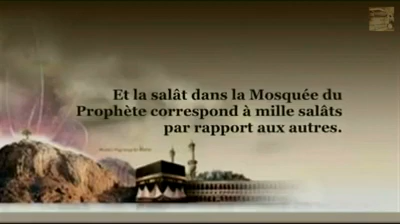 Et la salât dans la Mosquée du
Prophète correspond à mille salâts
par rapport aux autres.